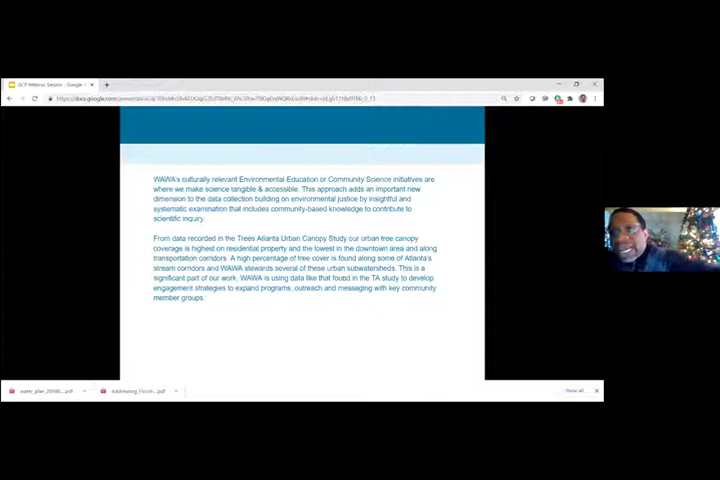 GCP Webinar Session - Google
WAWA's culturally relevant Environmental Education or Community Science initiatives are
where we make science tangible & accessible. This approach adds an important new
dimension to the data collection building on environmental justice by insightful and
systematic examination that includes community-based knowledge to contribute to
scientific inquiry.
From data recorded in the Trees Atlanta Urban Canopy Study our urban tree canopy
coverage is highest on residential property and the lowest in the downtown area and along
transportation corridors. A high percentage of tree cover is found along some of Atlanta's
stream corridors and WAWA stewards several of these urban subwatersheds. This is a
significant part of our work. WAWA is using data like that found in the TA study to develop
engagement strategies to expand programs, outreach and messaging with key community
member groups.
Show all